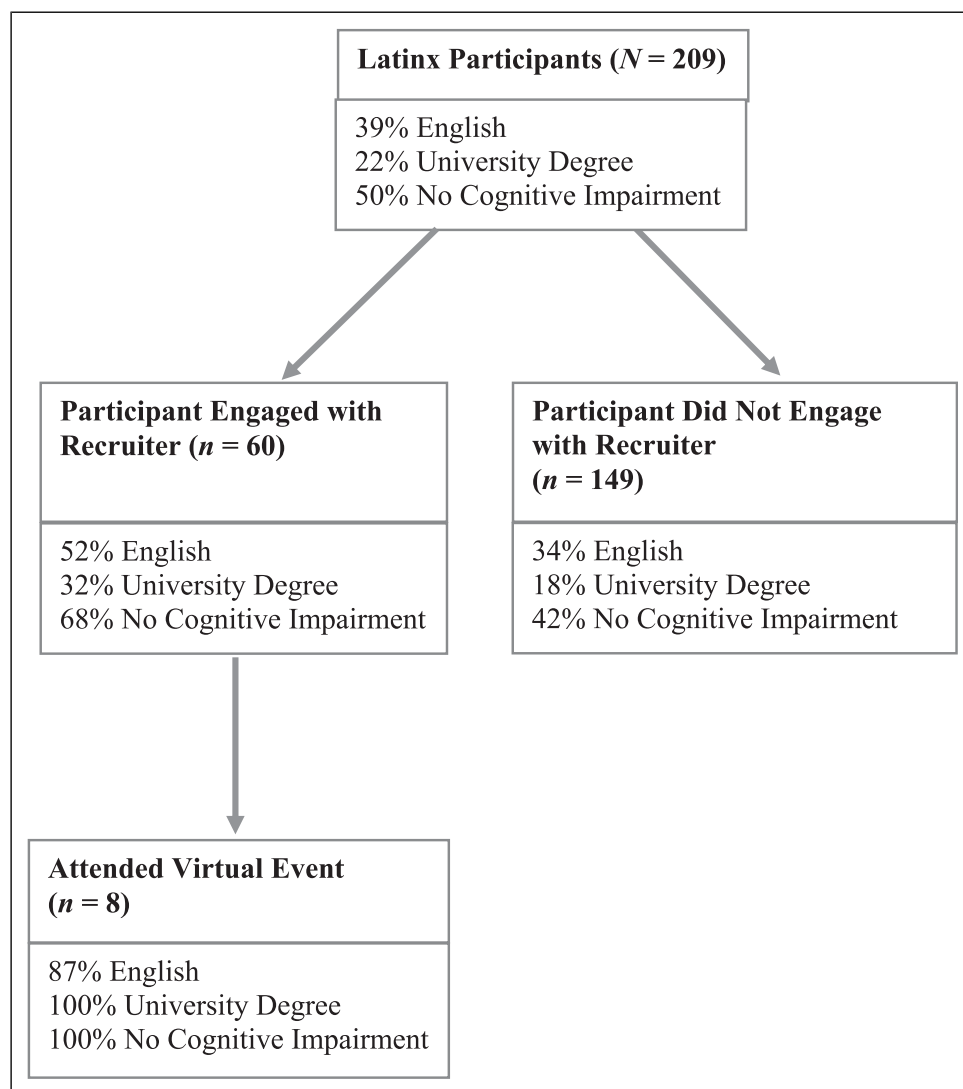 Latinx Participants (N = 209)
39% English
22% University Degree
50% No Cognitive Impairment
Participant Engaged with
Recruiter (n = 60)
52% English
32% University Degree
68% No Cognitive Impairment
Participant Did Not Engage
with Recruiter
(n = 149)
34% English
18% University Degree
42% No Cognitive Impairment
Attended Virtual Event
(n = 8)
87% English
100% University Degree
100% No Cognitive Impairment